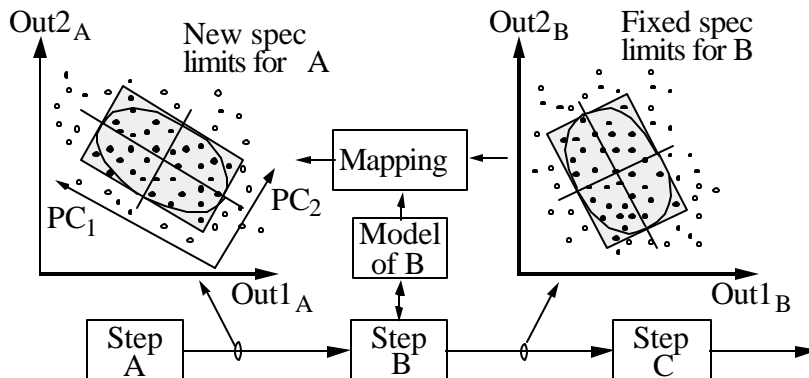 Out2A
New spec
limits for A
PC1
PC2
Out1A
Mapping
Model
of B
Out2B
Fixed spec
limits for B
Out1B
Step
A
Step
B
Step
C